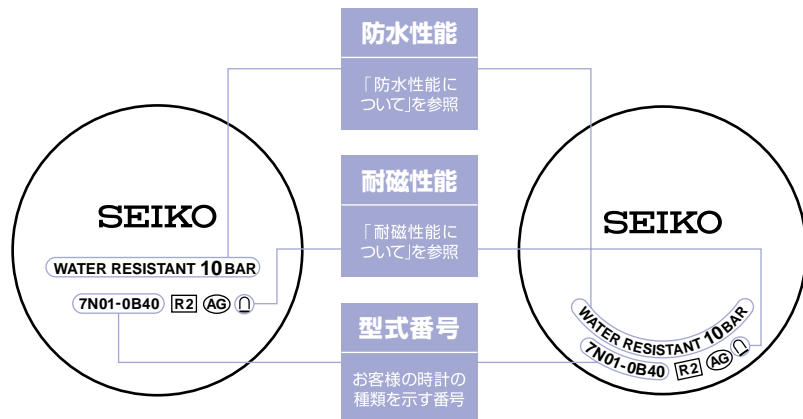 防水性能
「防水性能に
ついて」を参照
耐磁性能
「耐磁性能に
ついて」を参照
型式番号
お客様の時計の
種類を示す番号
SEIKO
WATER RESISTANT 10 BAR
7N01-0B40 R2 AG
SEIKO
WATER RESISTANT 10 BAR
7N01-0B40 R2 AG